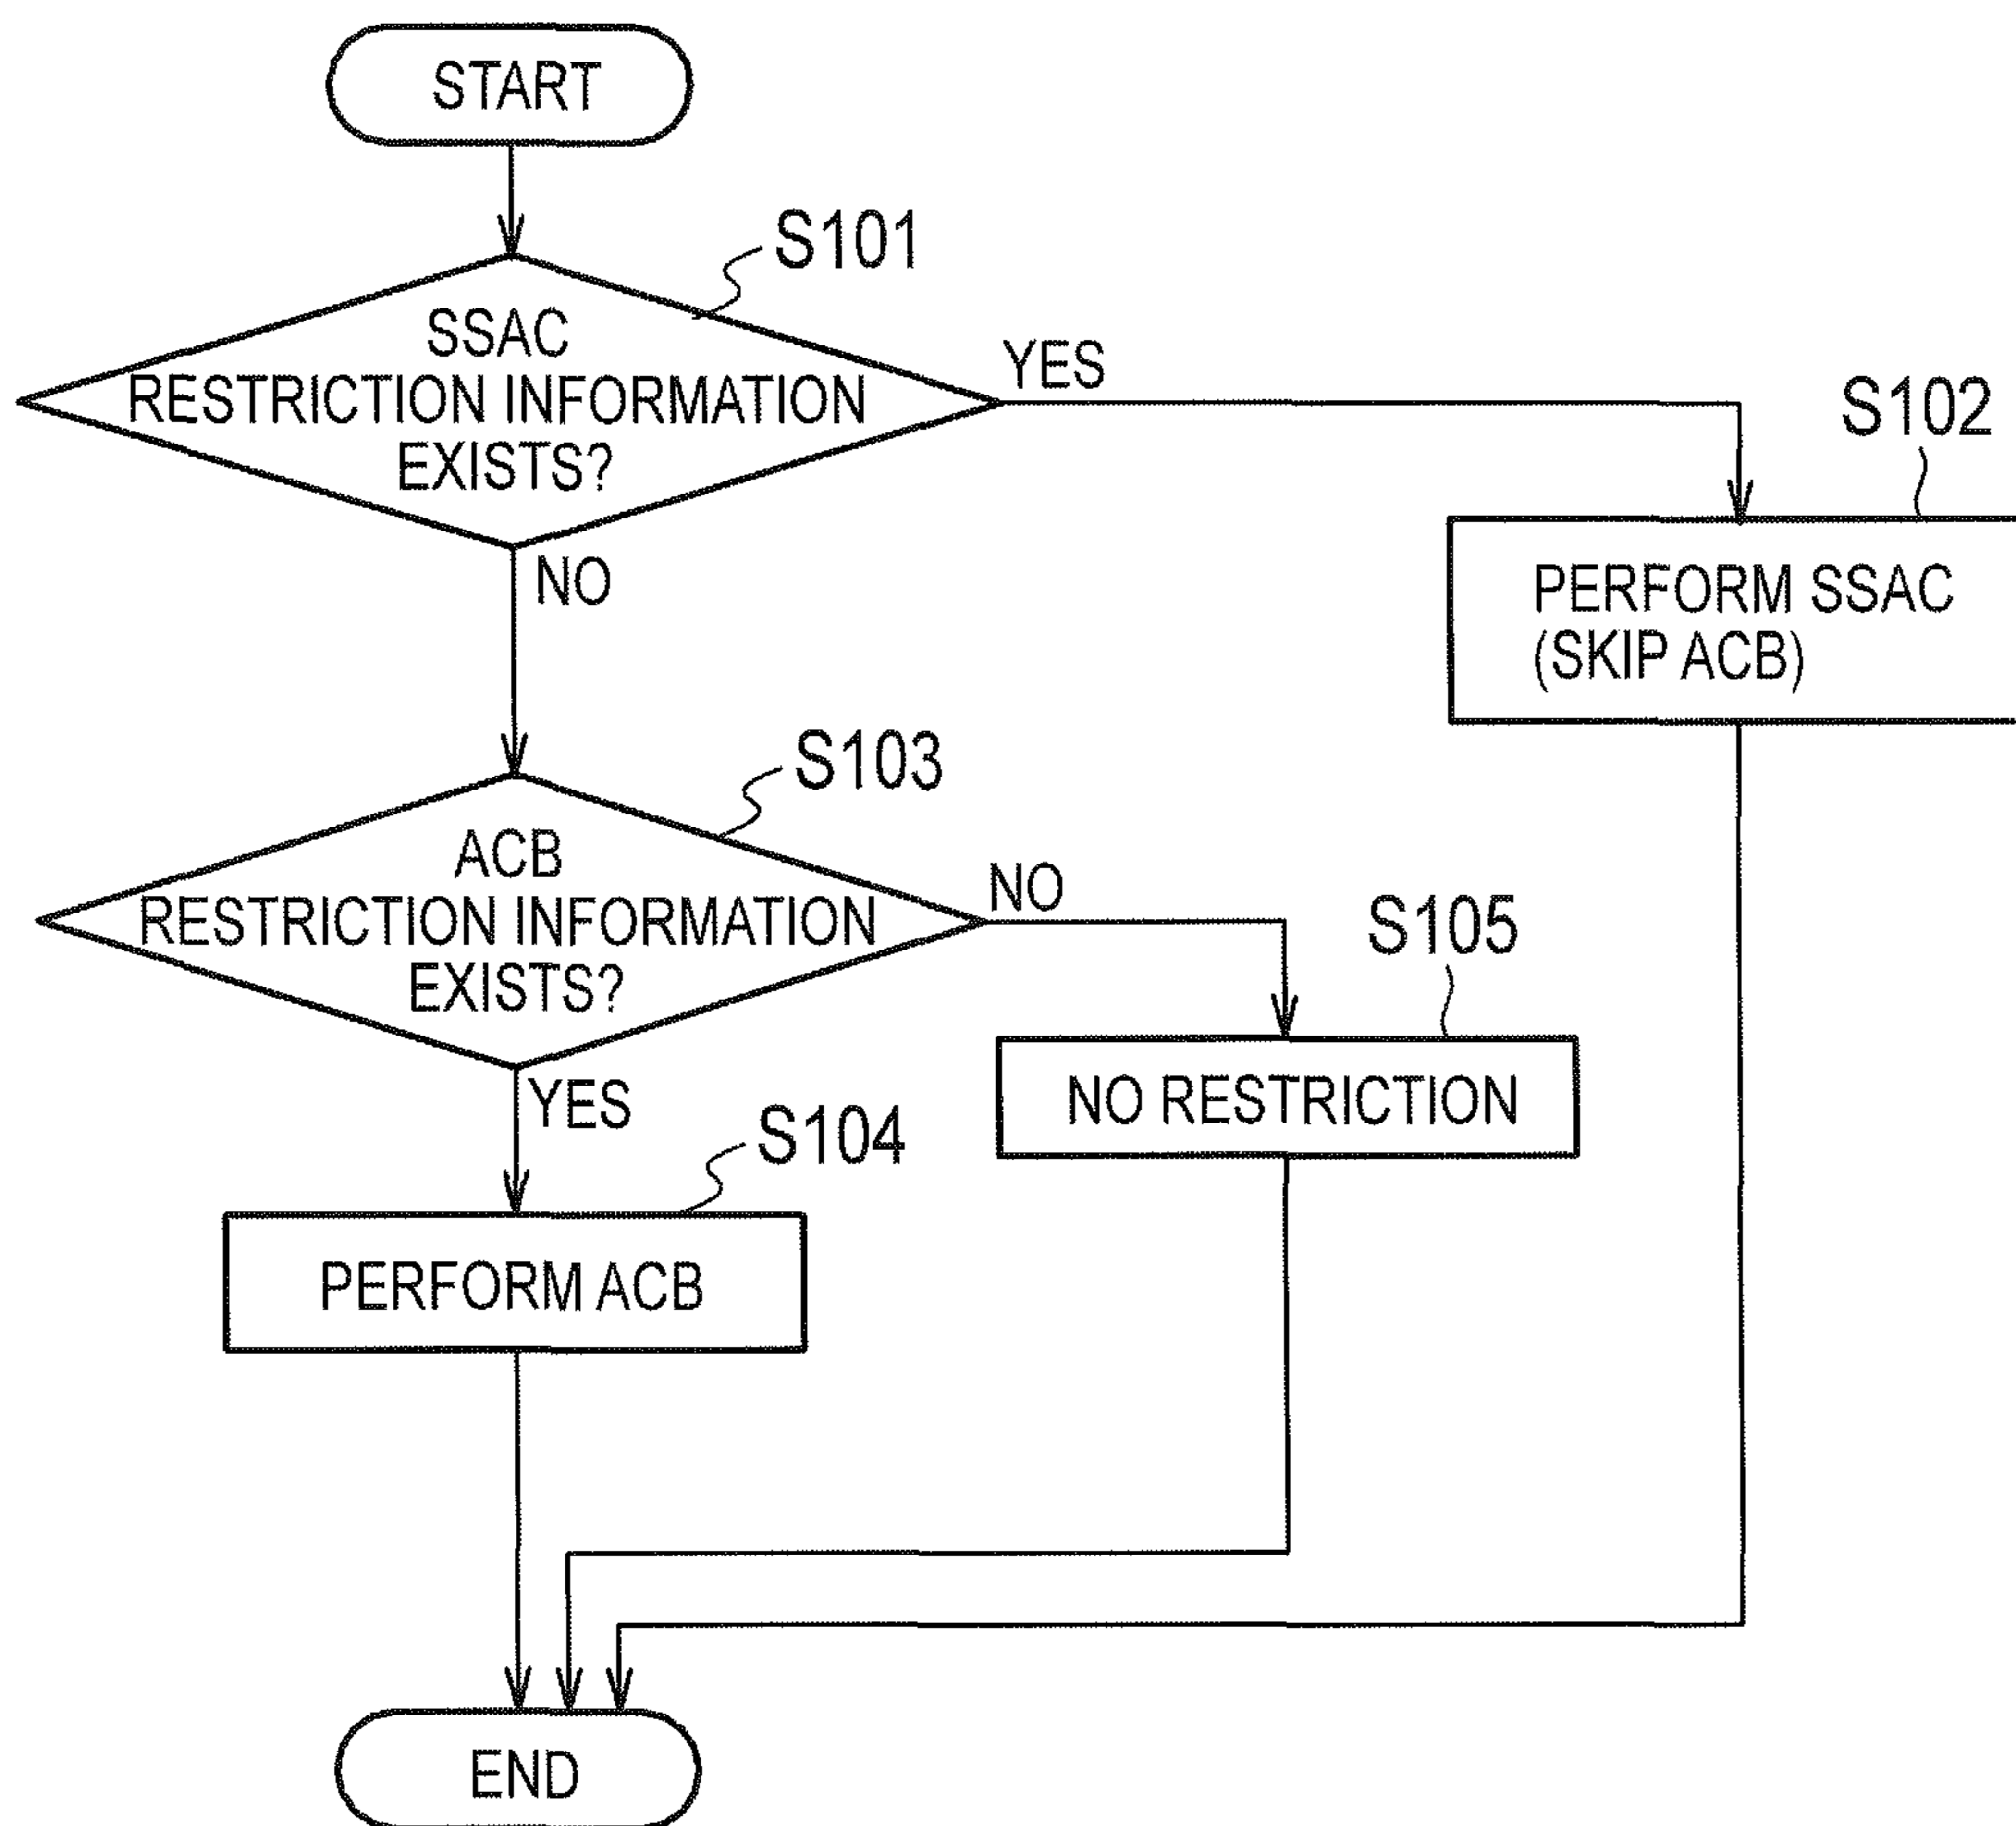 START
S101
SSAC
RESTRICTION INFORMATION
EXISTS?
YES
S102
PERFORM SSAC
(SKIP ACB)
NO
S103
ACB
RESTRICTION INFORMATION
EXISTS?
NO
S105
NO RESTRICTION
YES
S104
PERFORM ACB
END